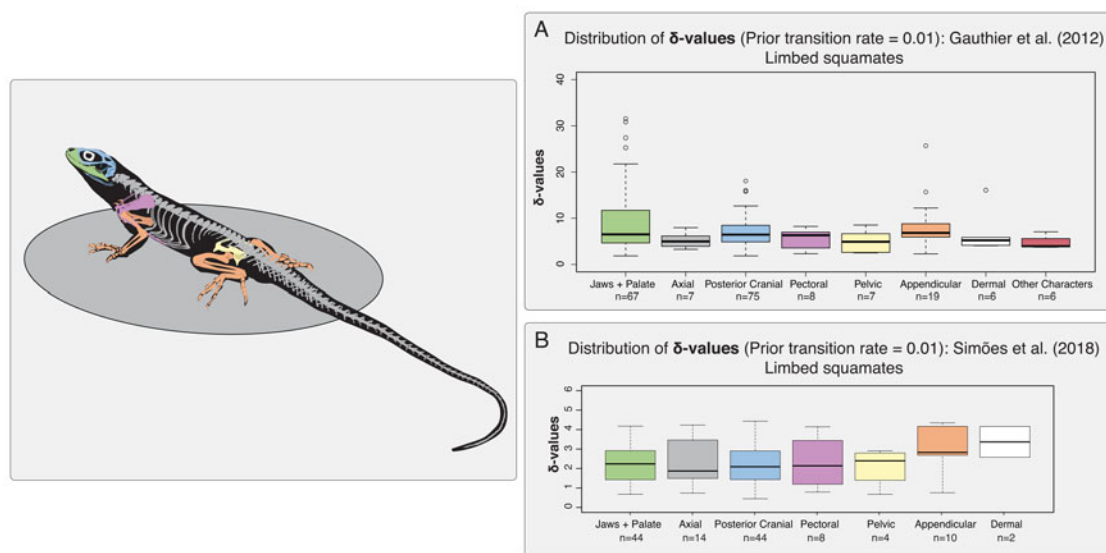 A
Distribution of δ-values (Prior transition rate = 0.01): Gauthier et al. (2012)
Limbed squamates
δ-values
40
30
20
10
0
Jaws + Palate Axial Posterior Cranial Pectoral Pelvic Appendicular Dermal Other Characters
n=67 n=7 n=75 n=8 n=7 n=19 n=6 n=6
B
Distribution of δ-values (Prior transition rate = 0.01): Simões et al. (2018)
Limbed squamates
δ-values
6
5
4
3
2
1
0
Jaws + Palate Axial Posterior Cranial Pectoral Pelvic Appendicular Dermal
n=44 n=14 n=44 n=8 n=4 n=10 n=2